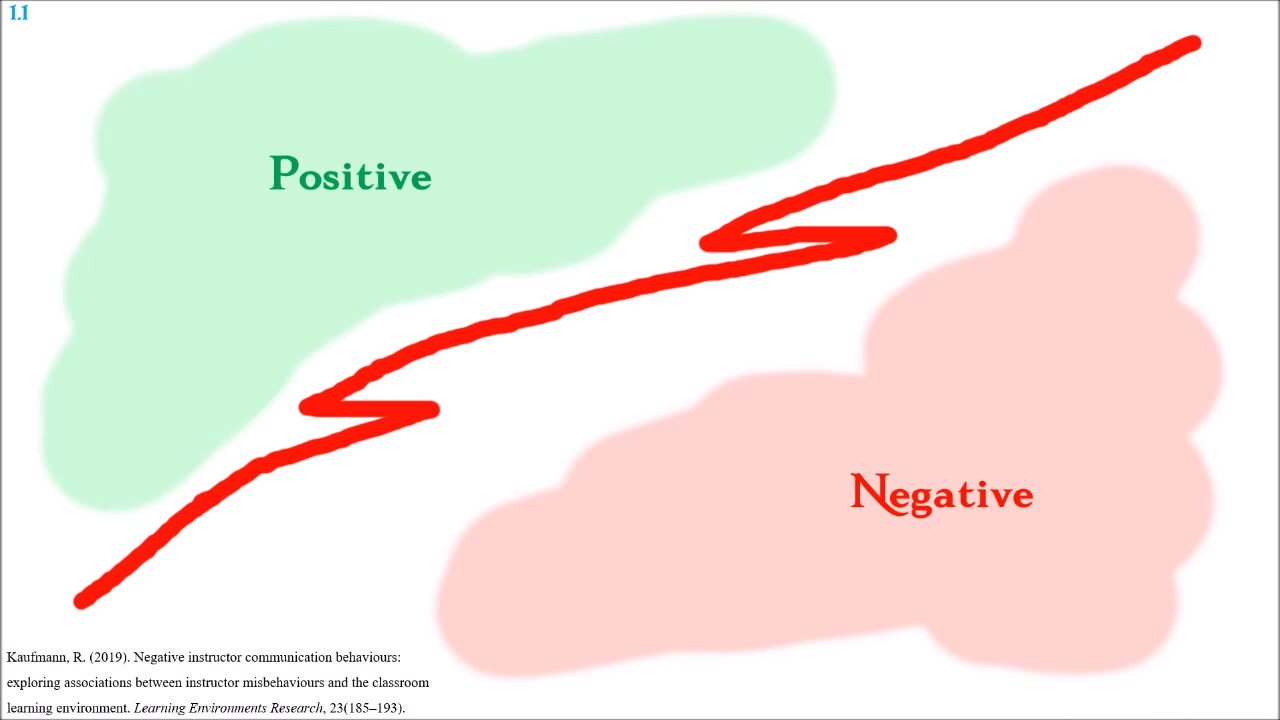 1.1
Positive
Negative
Kaufmann, R. (2019). Negative instructor communication behaviours:
exploring associations between instructor misbehaviours and the classroom
learning environment. Learning Environments Research, 23(185–193).